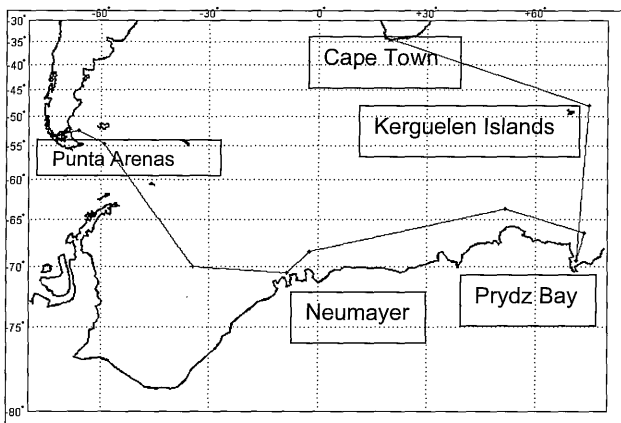 -60° -30° 0 +30° +60°
30°
35°
40°
45°
50°
55°
60°
65°
70°
75°
-80°
Cape Town
Kerguelen Islands
Punta Arenas
Neumayer
Prydz Bay